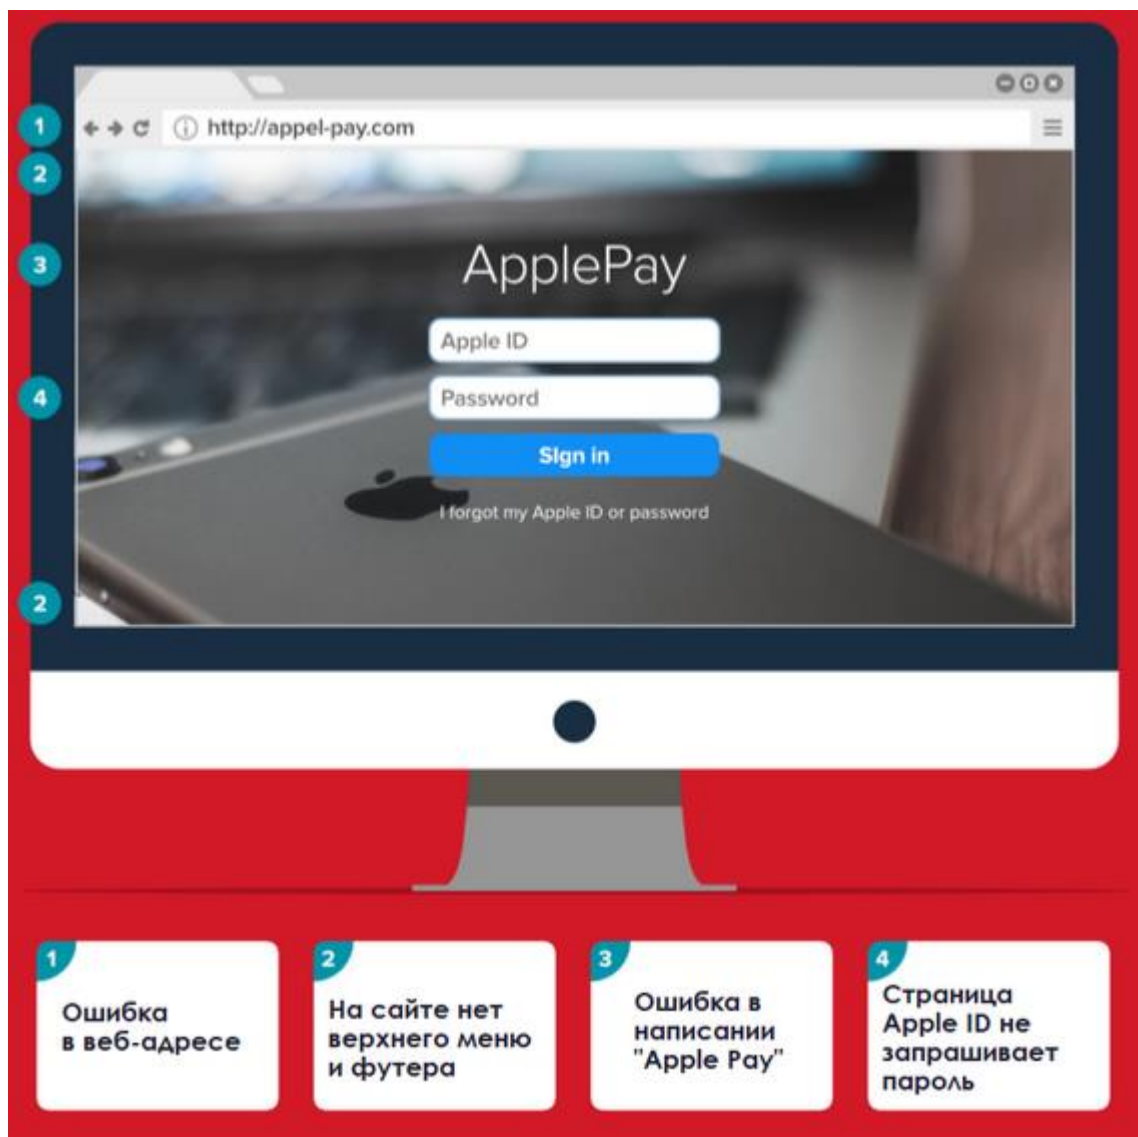 1
http://appel-pay.com
2
3
ApplePay
Apple ID
4
Password
SIgn in
I forgot my Apple ID or password
2
1
Ошибка
в веб-адресе
2
На сайте нет
верхнего меню
и футера
3
Ошибка в
написании
"Apple Pay"
4
Страница
Apple ID не
запрашивает
пароль